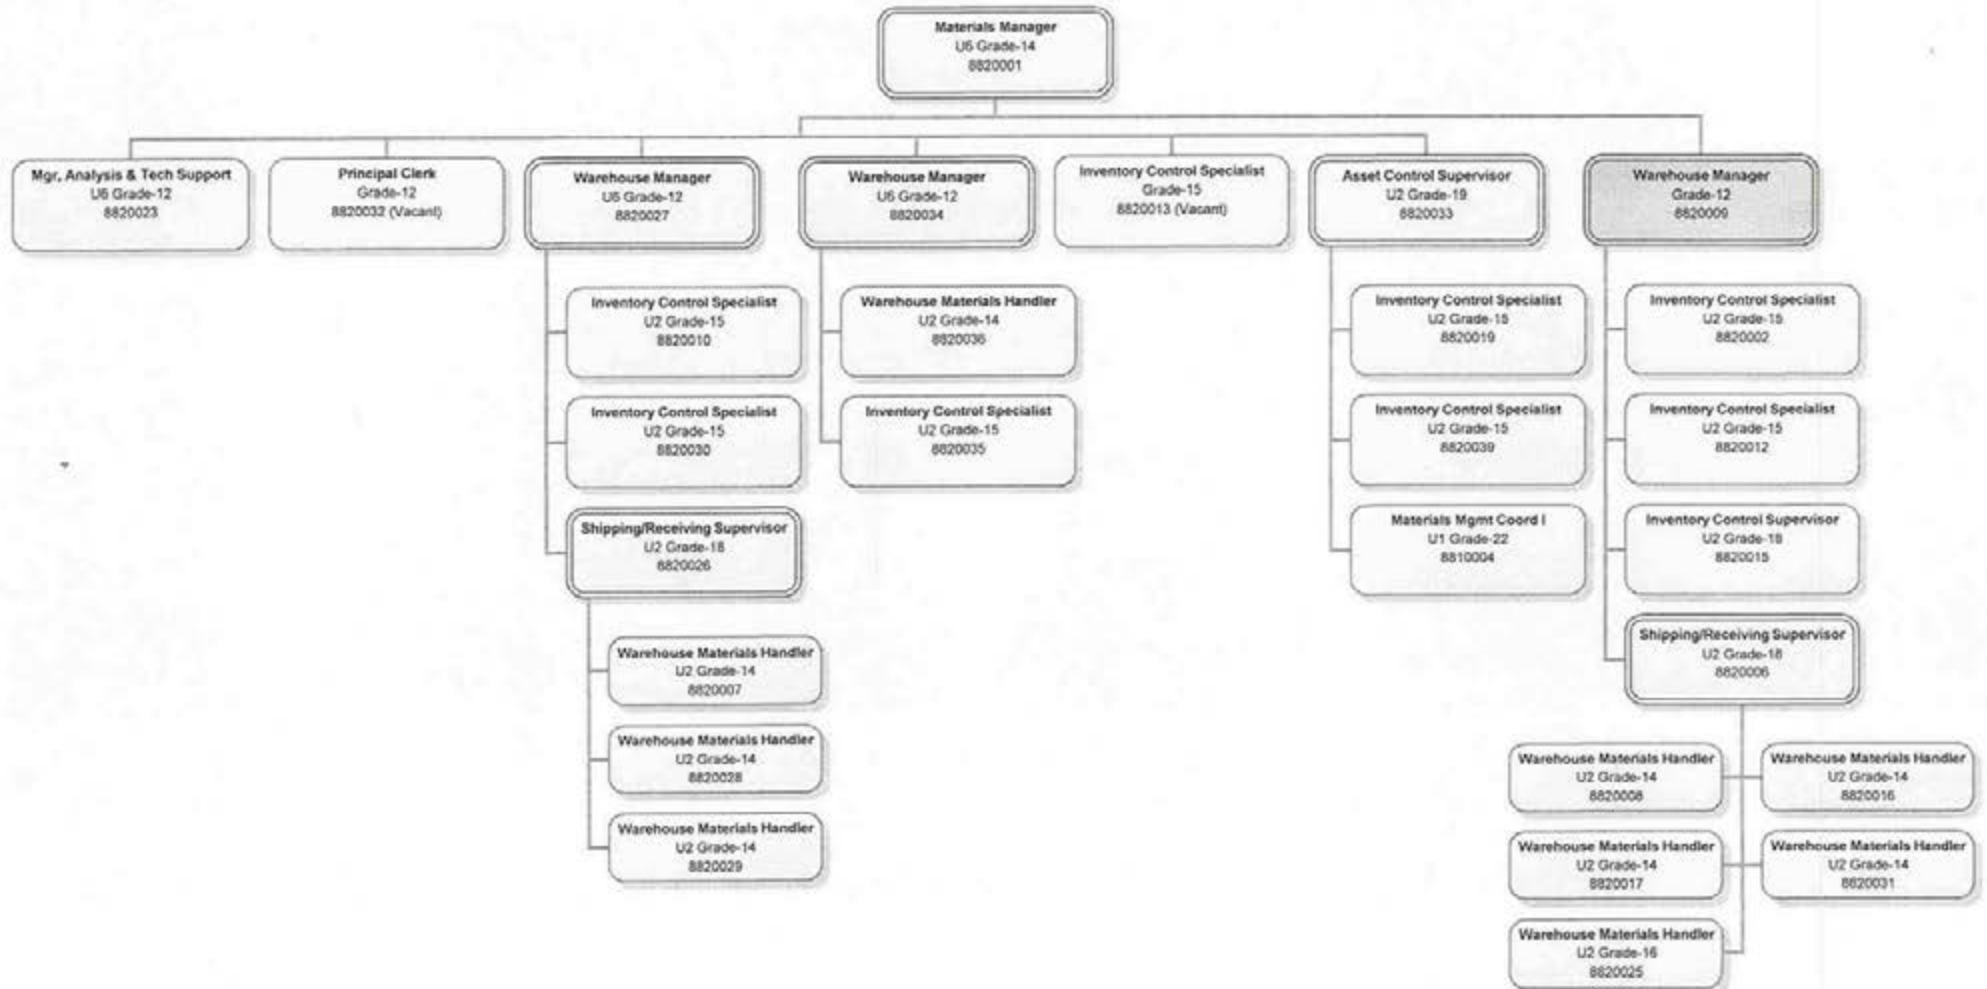 Materials Manager
U6 Grade-14
8820001
Mgr, Analysis & Tech Support
U6 Grade-12
8820023
Principal Clerk
Grade-12
8820032 (Vacant)
Warehouse Manager
U6 Grade-12
8820027
Warehouse Manager
U6 Grade-12
8820034
Inventory Control Specialist
Grade-15
8820013 (Vacant)
Asset Control Supervisor
U2 Grade-19
8820033
Warehouse Manager
Grade-12
8820009
Inventory Control Specialist
U2 Grade-15
8820010
Inventory Control Specialist
U2 Grade-15
8820030
Shipping/Receiving Supervisor
U2 Grade-18
8820026
Warehouse Materials Handler
U2 Grade-14
8820007
Warehouse Materials Handler
U2 Grade-14
8820028
Warehouse Materials Handler
U2 Grade-14
8820029
Warehouse Materials Handler
U2 Grade-14
8820036
Inventory Control Specialist
U2 Grade-15
8820035
Inventory Control Specialist
U2 Grade-15
8820019
Inventory Control Specialist
U2 Grade-15
8820039
Materials Mgmt Coord I
U1 Grade-22
8810004
Inventory Control Specialist
U2 Grade-15
8820002
Inventory Control Specialist
U2 Grade-15
8820012
Inventory Control Supervisor
U2 Grade-18
8820015
Shipping/Receiving Supervisor
U2 Grade-18
8820006
Warehouse Materials Handler
U2 Grade-14
8820008
Warehouse Materials Handler
U2 Grade-14
8820016
Warehouse Materials Handler
U2 Grade-14
8820017
Warehouse Materials Handler
U2 Grade-14
8820031
Warehouse Materials Handler
U2 Grade-16
8820025